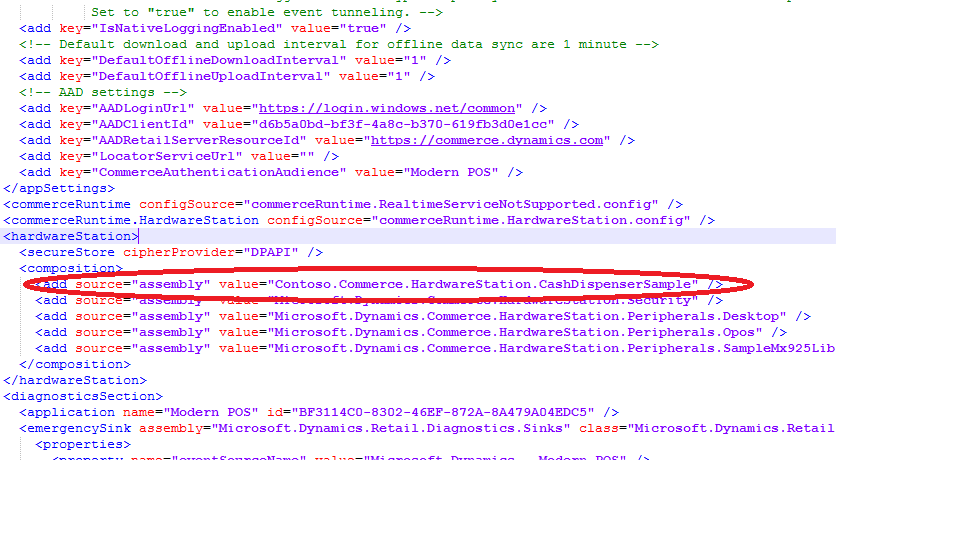 Set to "true" to enable event tunneling. -->
<add key="IsNativeLoggingEnabled" value="true" />
<!-- Default download and upload interval for offline data sync are 1 minute -->
<add key="DefaultOfflineDownloadInterval" value="1" />
<add key="DefaultOfflineUploadInterval" value="1" />
<!-- AAD settings -->
<add key="AADLoginUrl" value="https://login.windows.net/common" />
<add key="AADClientId" value="d6b5a0bd-bf3f-4a8c-b370-619fb3d0e1cc" />
<add key="AADRetailServerResourceId" value="https://commerce.dynamics.com" />
<add key="LocatorServiceUrl" value="" />
<add key="CommerceAuthenticationAudience" value="Modern POS" />
</appSettings>
<commerceRuntime configSource="commerceRuntime.RealtimeServiceNotSupported.config" />
<commerceRuntime.HardwareStation configSource="commerceRuntime.HardwareStation.config" />
<hardwareStation>
<secureStore cipherProvider="DPAPI" />
<composition>
<add source="assembly" value="Contoso.Commerce.HardwareStation.CashDispenserSample" />
<add source="assembly" value="Microsoft.Dynamics.Commerce.HardwareStation.Security" />
<add source="assembly" value="Microsoft.Dynamics.Commerce.HardwareStation.Peripherals.Desktop" />
<add source="assembly" value="Microsoft.Dynamics.Commerce.HardwareStation.Peripherals.Opos" />
<add source="assembly" value="Microsoft.Dynamics.Commerce.HardwareStation.Peripherals.SampleMx925Lib
</composition>
</hardwareStation>
<diagnosticsSection>
<application name="Modern POS" id="BF3114C0-8302-46EF-872A-8A479A04EDC5" />
<emergencySink assembly="Microsoft.Dynamics.Retail.Diagnostics.Sinks" class="Microsoft.Dynamics.Retail
<properties>
<property name="eventSourceName" value="Microsoft Dynamics - Modern POS" />